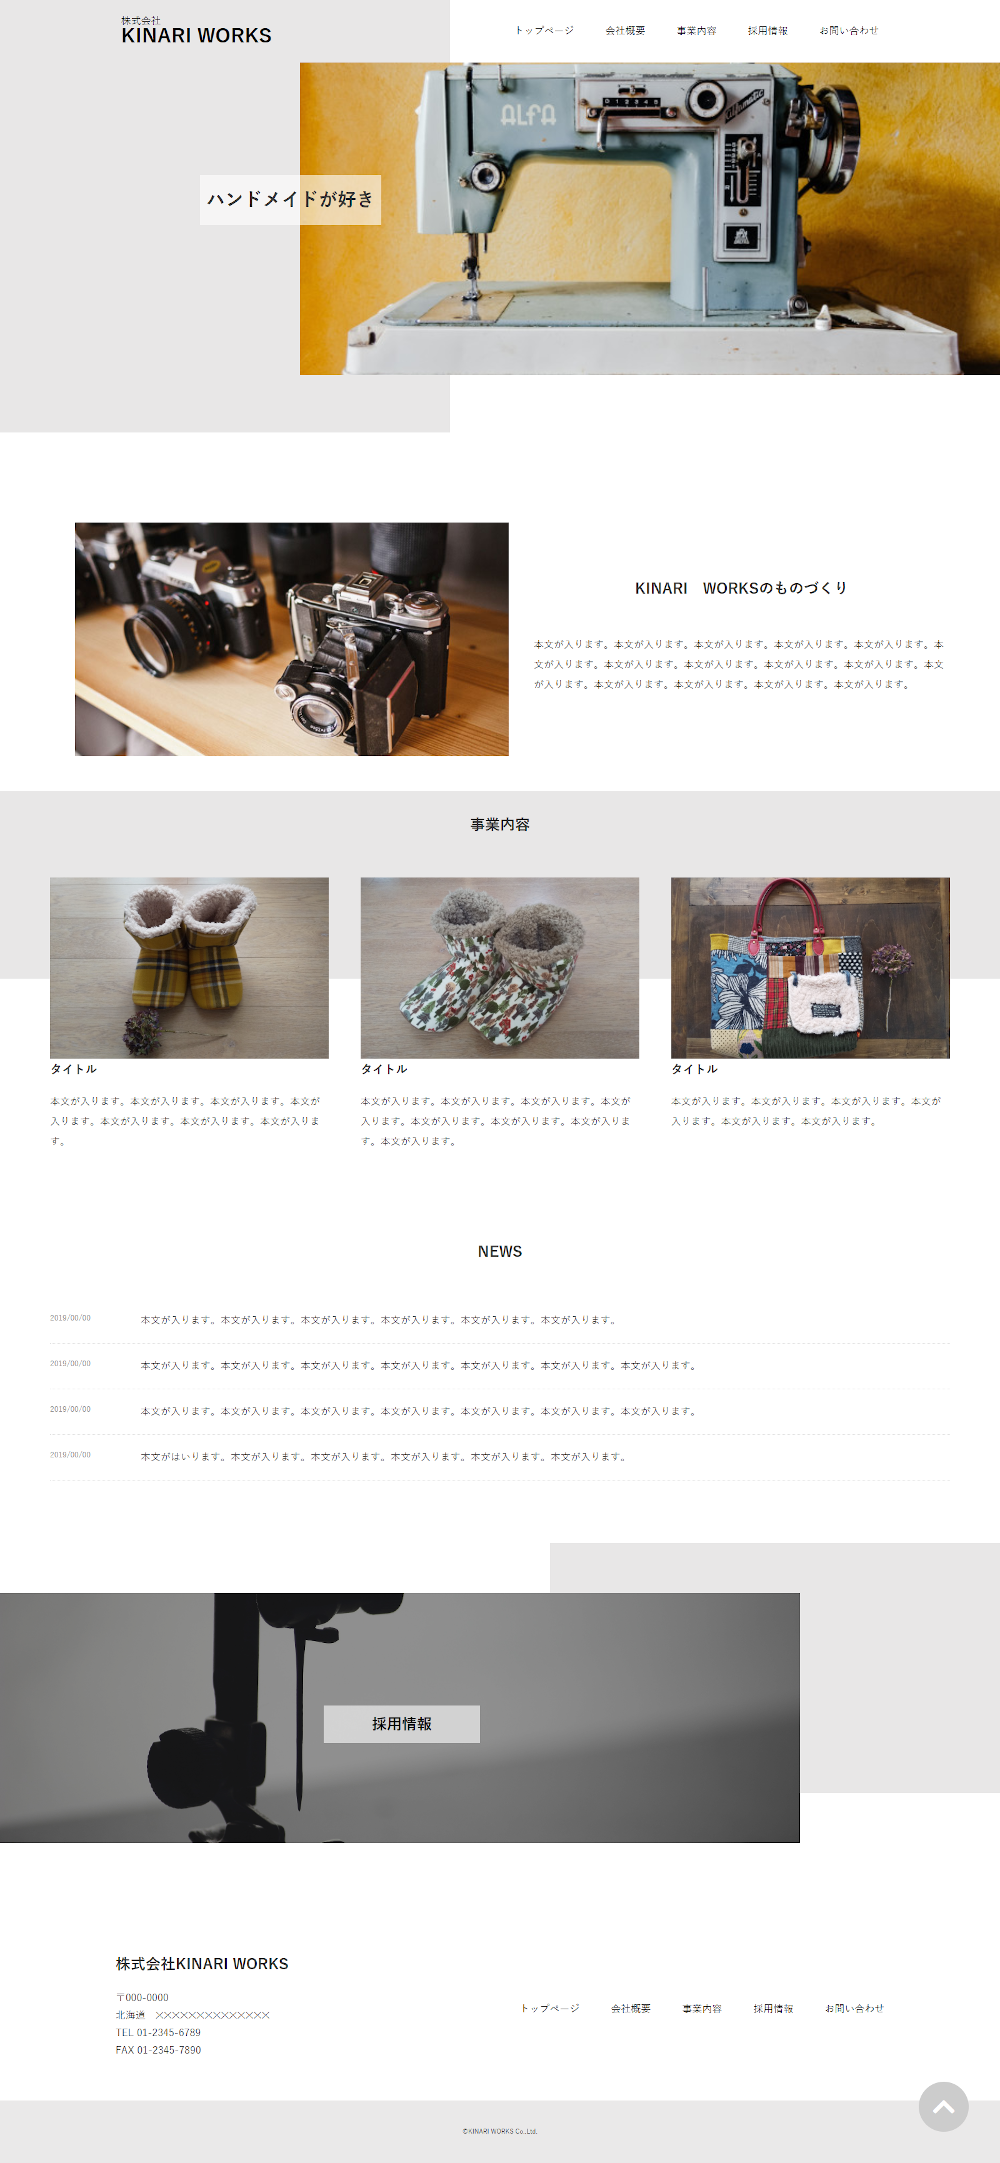 株式会社
KINARI WORKS
トップページ
会社概要
事業内容
採用情報
お問い合わせ
ALFA
ハンドメイドが好き
KINARI　WORKSのものづくり
本文が入ります。本文が入ります。本文が入ります。本文が入ります。本文が入ります。本
文が入ります。本文が入ります。本文が入ります。本文が入ります。本文が入ります。本文
が入ります。本文が入ります。本文が入ります。本文が入ります。本文が入ります。
事業内容
タイトル
本文が入ります。本文が入ります。本文が入ります。本文が
入ります。本文が入ります。本文が入ります。本文が入りま
す。
タイトル
本文が入ります。本文が入ります。本文が入ります。本文が
入ります。本文が入ります。本文が入ります。本文が入りま
す。本文が入ります。
タイトル
本文が入ります。本文が入ります。本文が入ります。本文が
入ります。本文が入ります。本文が入ります。
NEWS
2019/00/00
本文が入ります。本文が入ります。本文が入ります。本文が入ります。本文が入ります。本文が入ります。
2019/00/00
本文が入ります。本文が入ります。本文が入ります。本文が入ります。本文が入ります。本文が入ります。本文が入ります。
2019/00/00
本文が入ります。本文が入ります。本文が入ります。本文が入ります。本文が入ります。本文が入ります。本文が入ります。
2019/00/00
本文がはいります。本文が入ります。本文が入ります。本文が入ります。本文が入ります。本文が入ります。
採用情報
株式会社KINARI WORKS
〒000-0000
北海道　××××××××××××××
TEL 01-2345-6789
FAX 01-2345-7890
トップページ
会社概要
事業内容
採用情報
お問い合わせ
©KINARI WORKS Co.,Ltd.